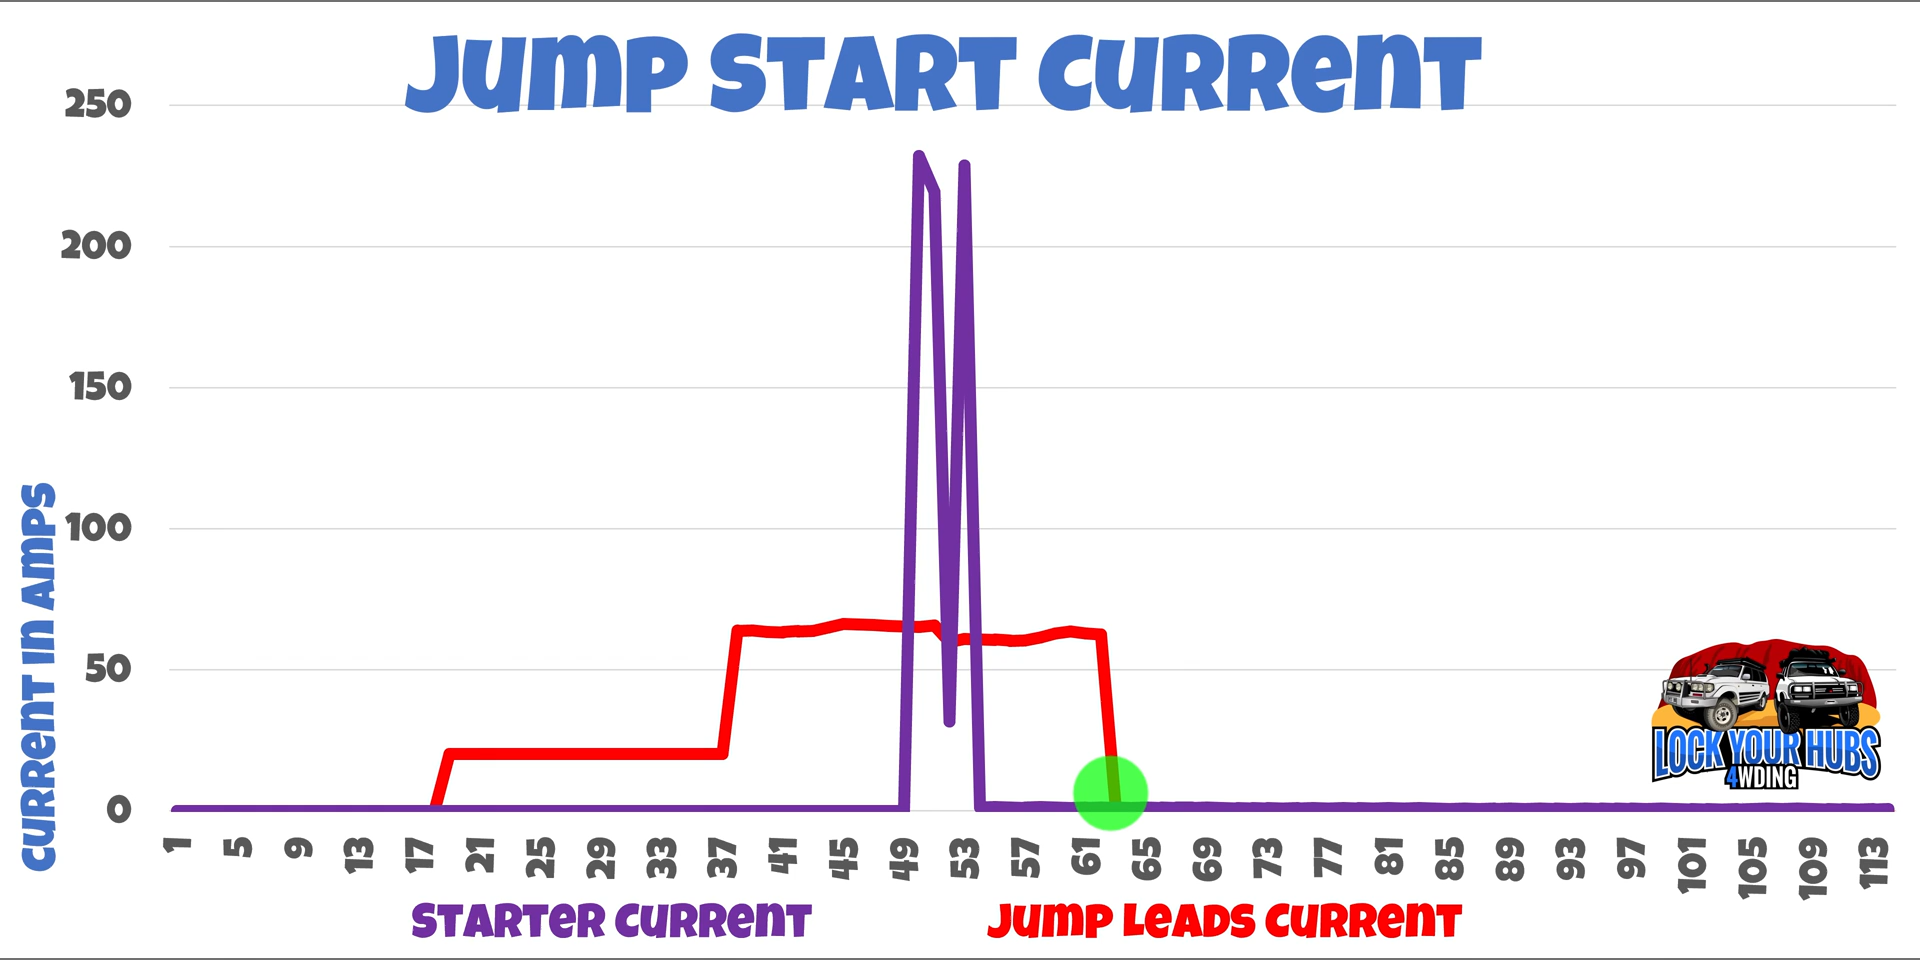 Jump Start Current
250
200
150
100
50
0
Current in Amps
1 5 9 13 17 21 25 29 33 37 41 45 49 53 57 61 65 69 73 77 81 85 89 93 97 101 105 109 113
Starter Current
Jump Leads Current
LOCK YOUR HUBS
4WDING